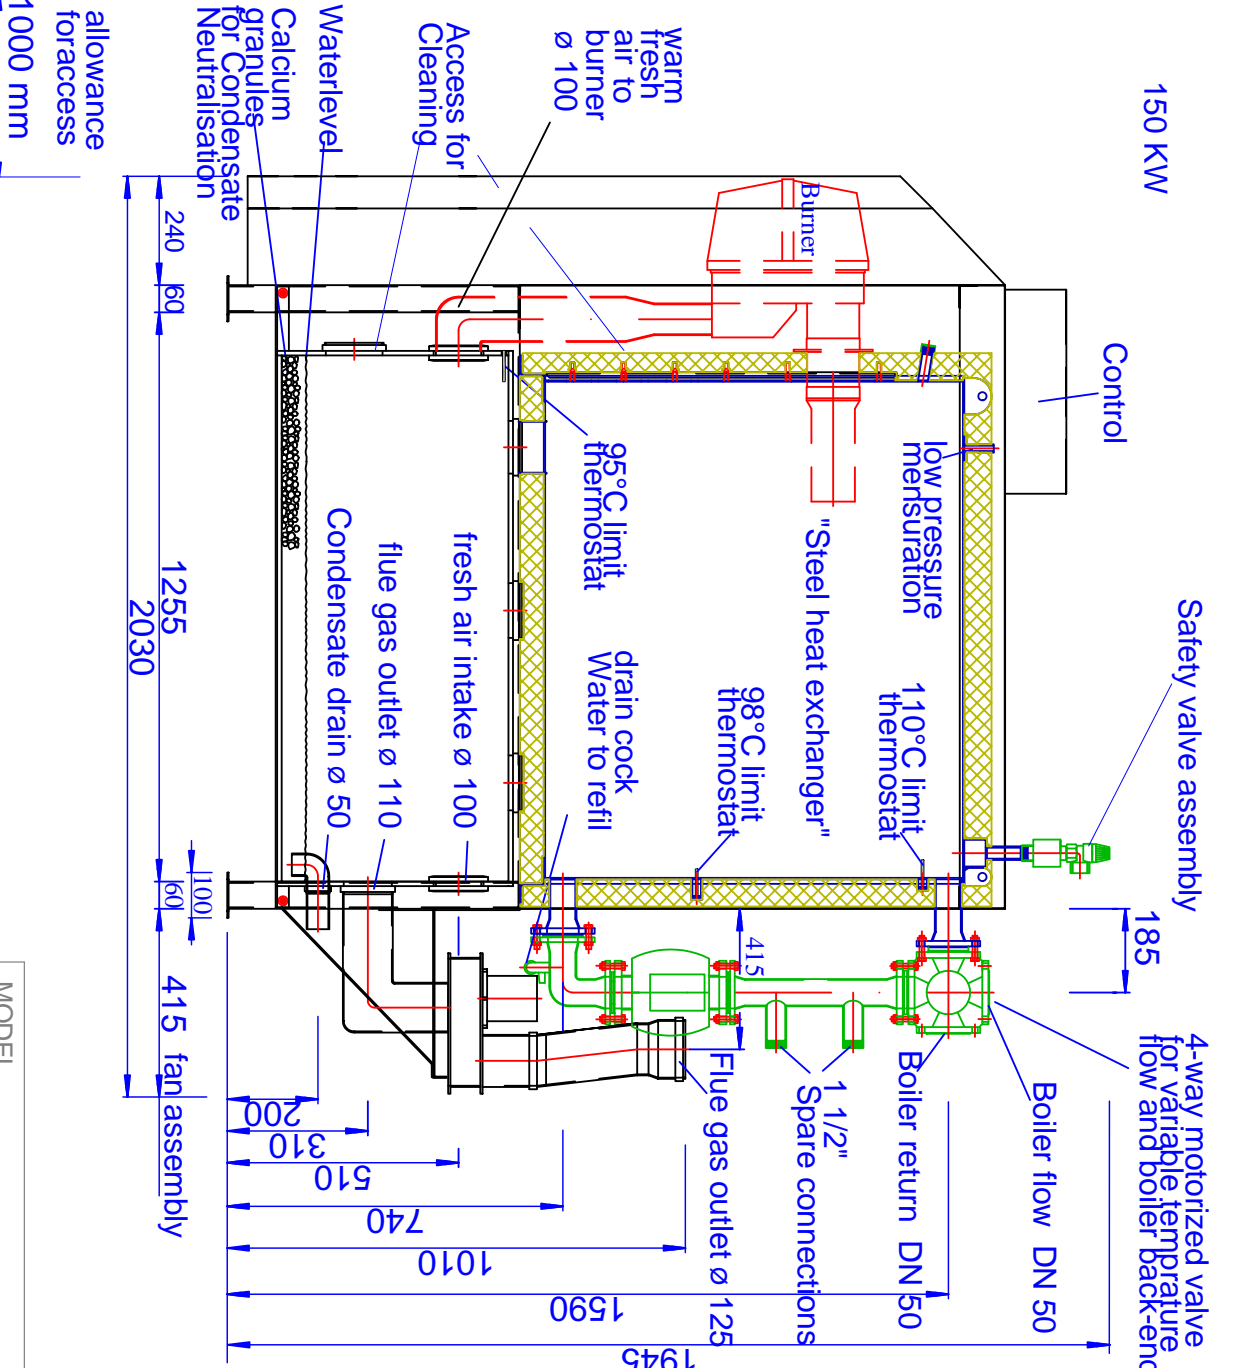 150 KW
Control
Safety valve assembly
185
4-way motorized valve
for variable temprature
flow and boiler back-end
Boiler flow DN 50
Boiler return DN 50
1 1/2"
Spare connections
Flue gas outlet ø 125
415
low pressure
mensuration
110°C limit
thermostat
"Steel heat exchanger"
98°C limit
thermostat
Burner
95°C limit
thermostat
drain cock
Water to refil
warm
fresh
air to
burner
ø 100
Access for
Cleaning
fresh air intake ø 100
flue gas outlet ø 110
Condensate drain ø 50
Waterlevel
Calcium
granules
for Condensate
Neutralisation
240
60
1255
60
100
415 fan assembly
2030
allowance
foraccess
1000 mm
200
310
510
740
1010
1590
1945
MODEL